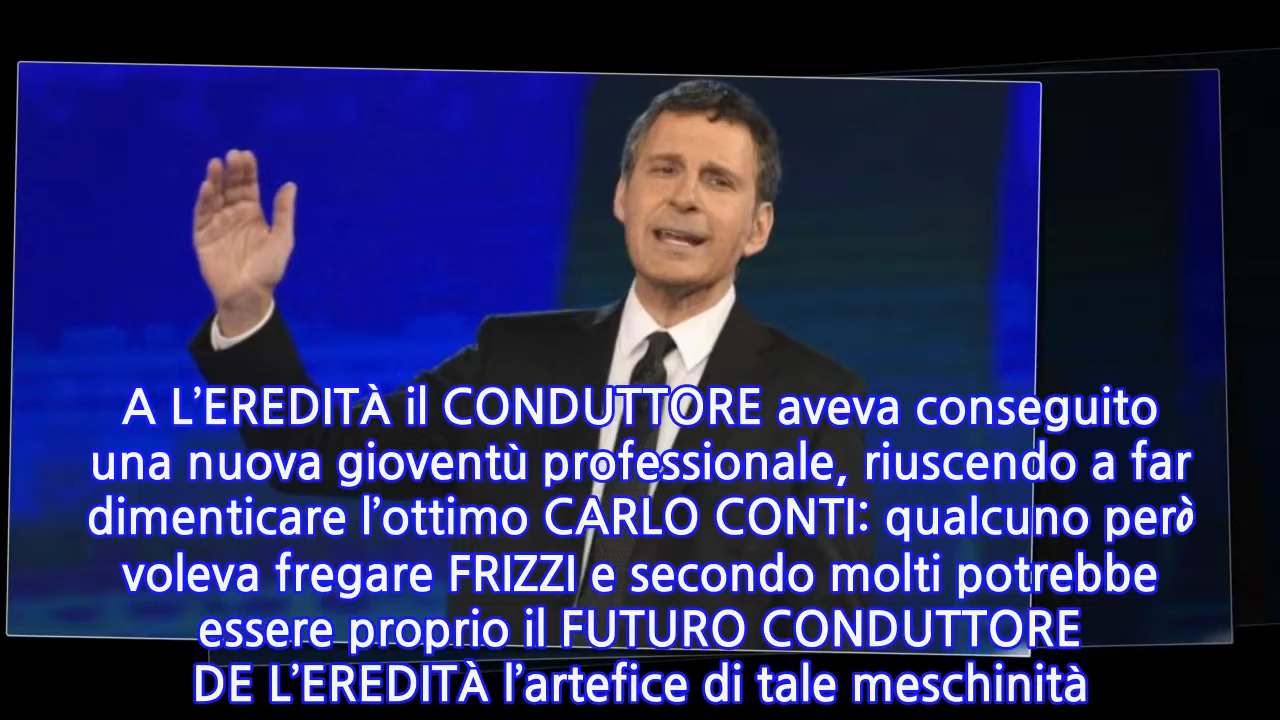 A L’EREDITÀ il CONDUTTORE aveva conseguito
una nuova gioventù professionale, riuscendo a far
dimenticare l’ottimo CARLO CONTI: qualcuno però
voleva fregare FRIZZI e secondo molti potrebbe
essere proprio il FUTURO CONDUTTORE
DE L’EREDITÀ l’artefice di tale meschinità